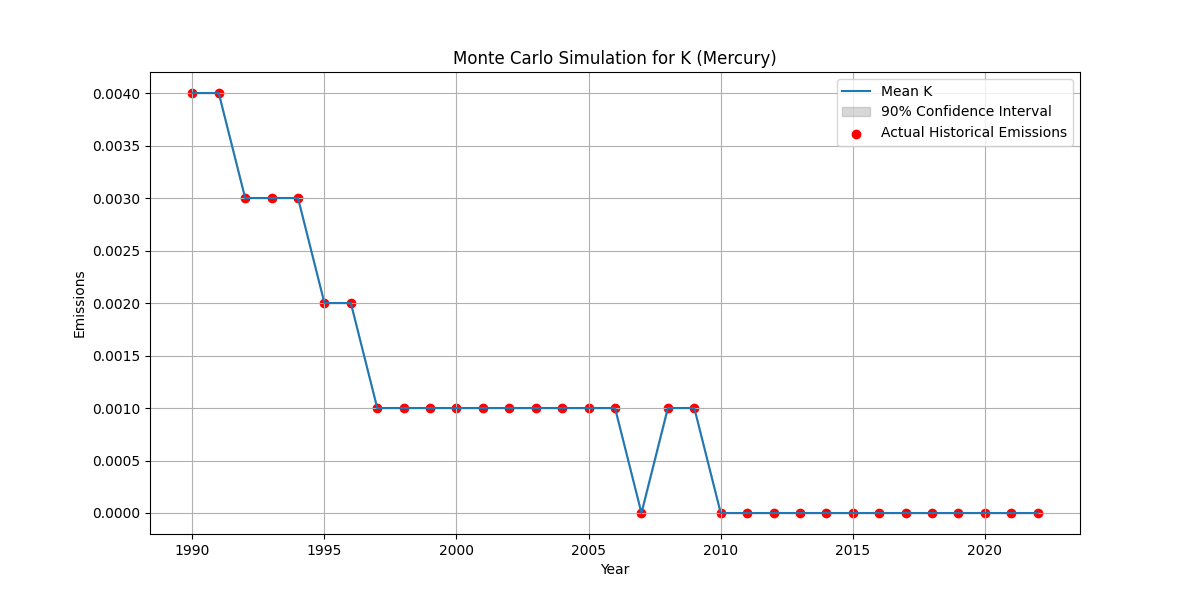 Monte Carlo Simulation for K (Mercury)
Mean K
90% Confidence Interval
Actual Historical Emissions
Emissions
0.0040
0.0035
0.0030
0.0025
0.0020
0.0015
0.0010
0.0005
0.0000
1990 1995 2000 2005 2010 2015 2020
Year